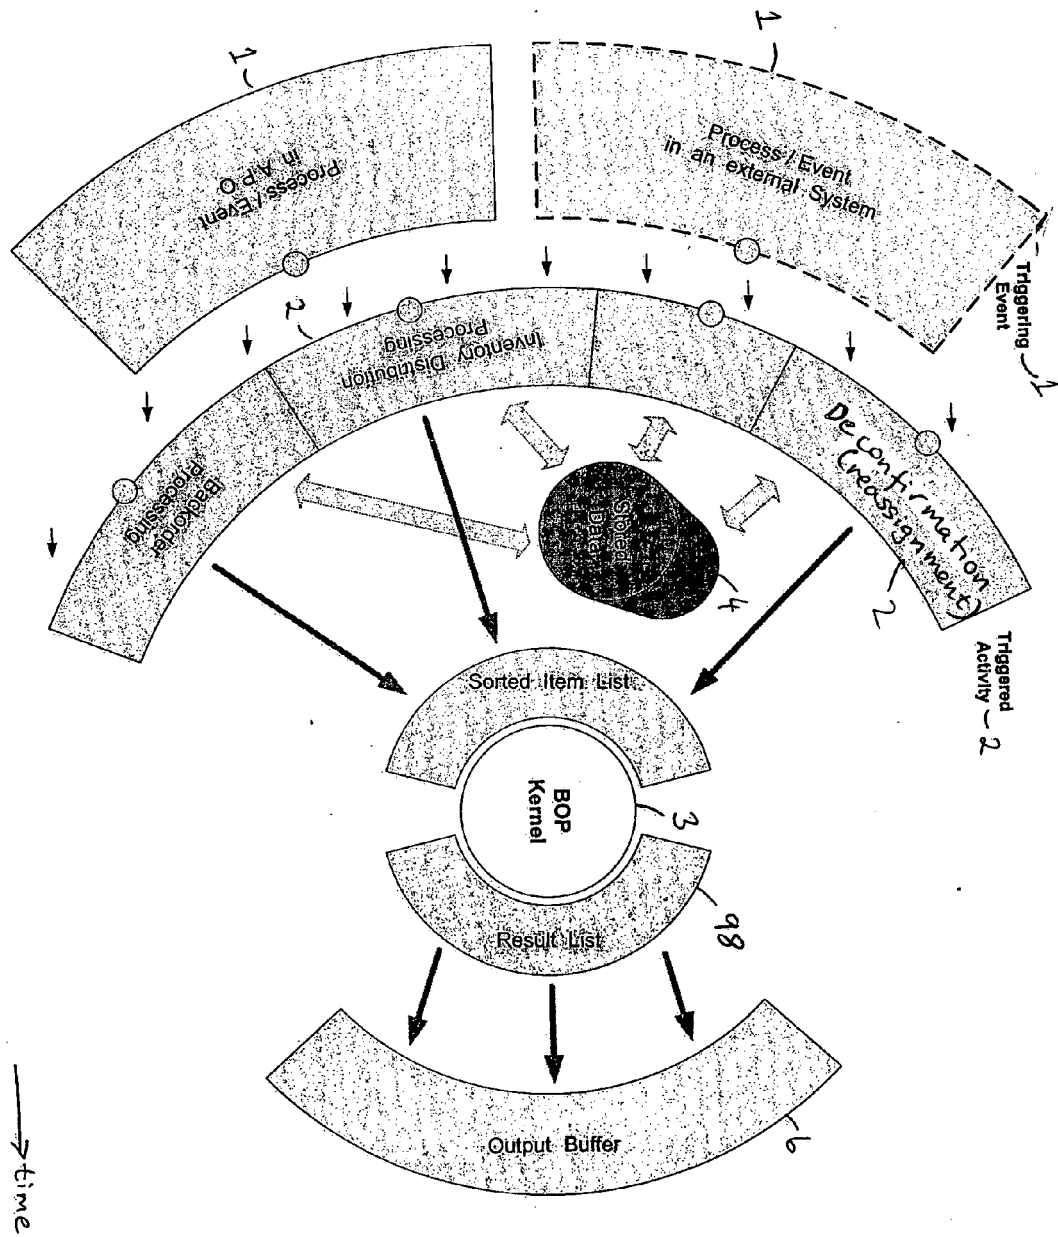 1
1
Process / Event
in A P O
Process / Event
in an external System
Triggering
Event
1
2
Inventory Distribution
Processing
Backorder
Processing
Deconfirmation
(reassignment)
2
Shared
Data
4
Triggered
Activity
2
Sorted Item List
BOP
Kernel
3
98
Result List
Output Buffer
6
time